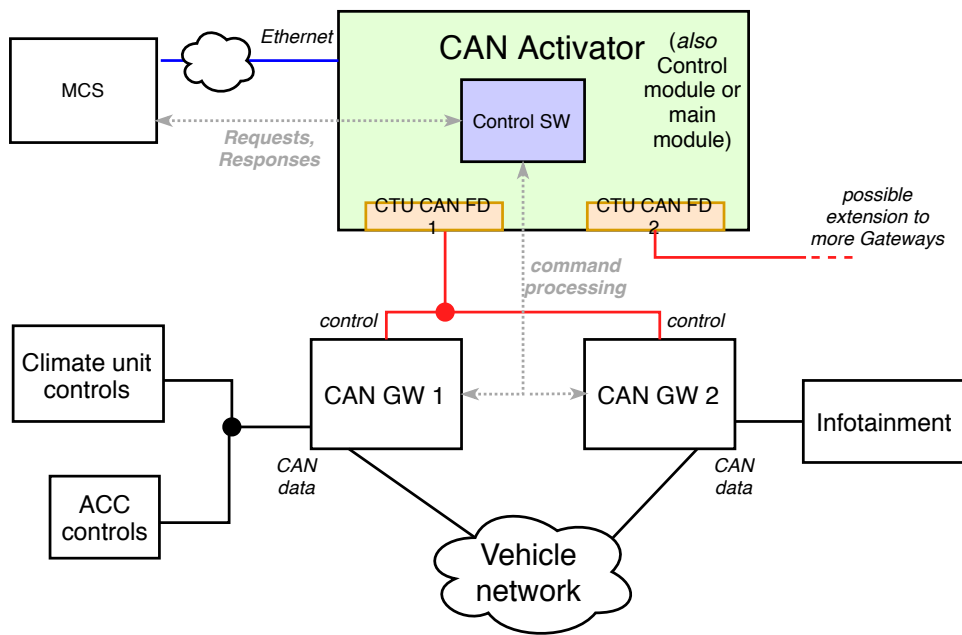 Ethernet
CAN Activator
(also
Control
module or
main
module)
MCS
Control SW
Requests,
Responses
CTU CAN FD
1
CTU CAN FD
2
possible
extension to
more Gateways
command
processing
control
control
Climate unit
controls
CAN GW 1
CAN GW 2
Infotainment
CAN
data
CAN
data
ACC
controls
Vehicle
network